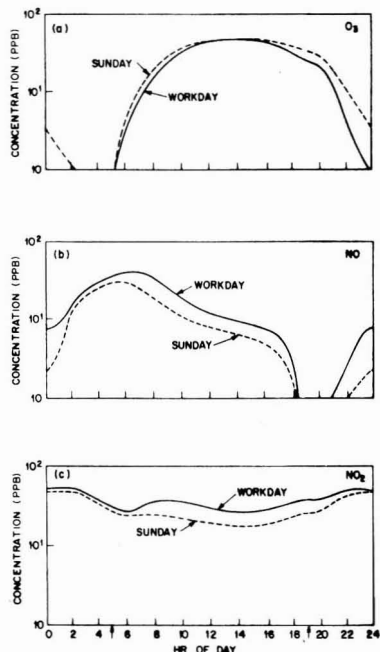 (a)
O₃
CONCENTRATION (PPB)
10²
10¹
10
SUNDAY
WORKDAY
(b)
NO
CONCENTRATION (PPB)
10²
10¹
10
WORKDAY
SUNDAY
(c)
NO₂
CONCENTRATION (PPB)
10²
10¹
10
WORKDAY
SUNDAY
0 2 4 6 8 10 12 14 16 18 20 22 24
HR OF DAY